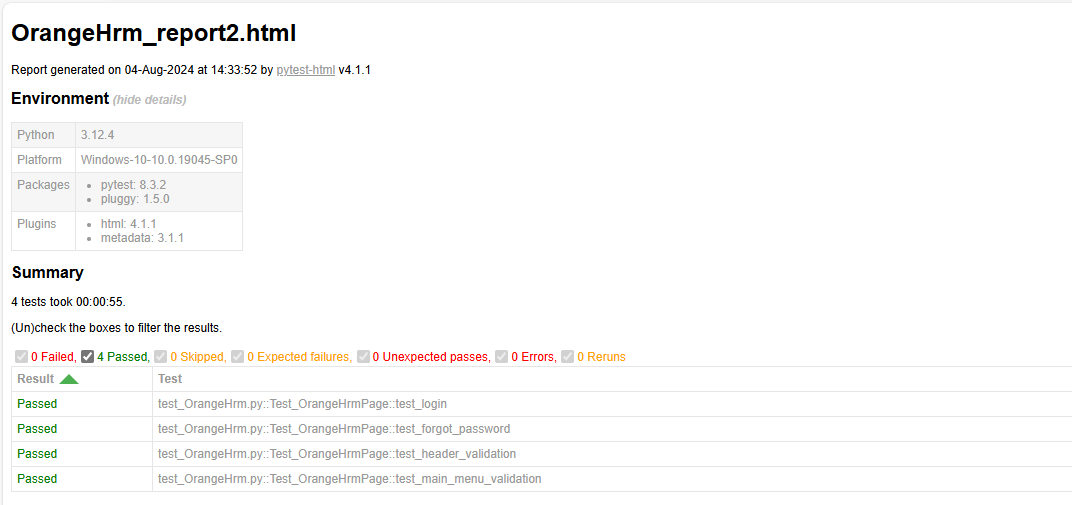 OrangeHrm_report2.html
Report generated on 04-Aug-2024 at 14:33:52 by pytest-html v4.1.1
Environment (hide details)
Python 3.12.4
Platform Windows-10-10.0.19045-SP0
Packages
pytest: 8.3.2
pluggy: 1.5.0
Plugins
html: 4.1.1
metadata: 3.1.1
Summary
4 tests took 00:00:55.
(Un)check the boxes to filter the results.
0 Failed, 4 Passed, 0 Skipped, 0 Expected failures, 0 Unexpected passes, 0 Errors, 0 Reruns
Result Test
Passed test_OrangeHrm.py::Test_OrangeHrmPage::test_login
Passed test_OrangeHrm.py::Test_OrangeHrmPage::test_forgot_password
Passed test_OrangeHrm.py::Test_OrangeHrmPage::test_header_validation
Passed test_OrangeHrm.py::Test_OrangeHrmPage::test_main_menu_validation